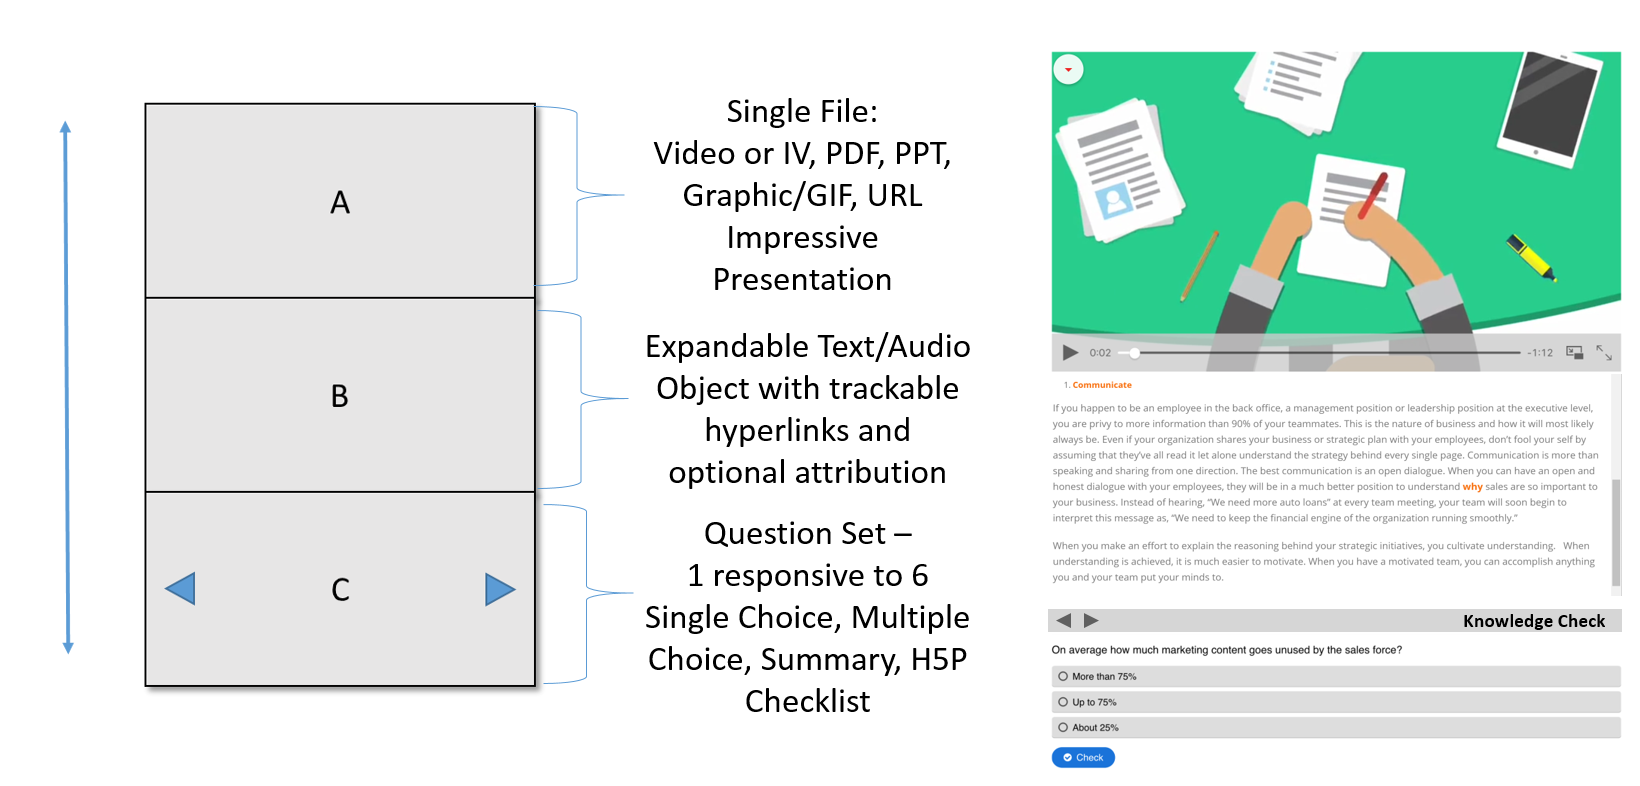 A
Single File:
Video or IV, PDF, PPT,
Graphic/GIF, URL
Impressive
Presentation
B
Expandable Text/Audio
Object with trackable
hyperlinks and
optional attribution
C
Question Set –
1 responsive to 6
Single Choice, Multiple
Choice, Summary, H5P
Checklist
0:02
-1:12
1. Communicate
If you happen to be an employee in the back office, a management position or leadership position at the executive level,
you are privy to more information than 90% of your teammates. This is the nature of business and how it will most likely
always be. Even if your organization shares your business or strategic plan with your employees, don’t fool your self by
assuming that they’ve all read it let alone understand the strategy behind every single page. Communication is more than
speaking and sharing from one direction. The best communication is an open dialogue. When you can have an open and
honest dialogue with your employees, they will be in a much better position to understand why sales are so important to
your business. Instead of hearing, “We need more auto loans” at every team meeting, your team will soon begin to
interpret this message as, “We need to keep the financial engine of the organization running smoothly.”
When you make an effort to explain the reasoning behind your strategic initiatives, you cultivate understanding. When
understanding is achieved, it is much easier to motivate. When you have a motivated team, you can accomplish anything
you and your team put your minds to.
Knowledge Check
On average how much marketing content goes unused by the sales force?
More than 75%
Up to 75%
About 25%
Check